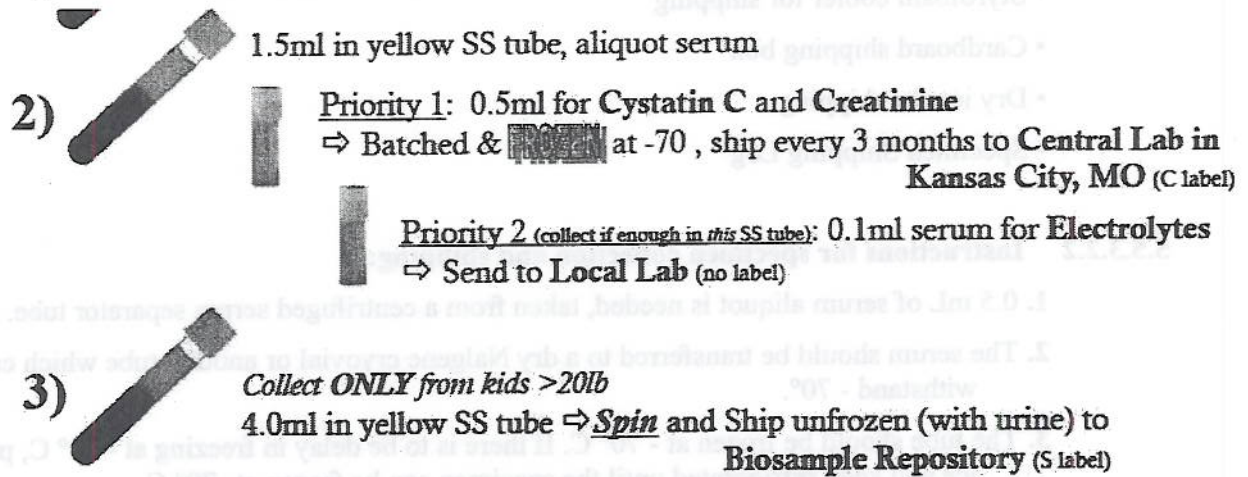 2)
1.5ml in yellow SS tube, aliquot serum
Priority 1: 0.5ml for Cystatin C and Creatinine
⇨ Batched & FROZEN at -70 , ship every 3 months to Central Lab in
Kansas City, MO (C label)
Priority 2 (collect if enough in this SS tube): 0.1ml serum for Electrolytes
⇨ Send to Local Lab (no label)
3)
Collect ONLY from kids >20lb
4.0ml in yellow SS tube ⇨ Spin and Ship unfrozen (with urine) to
Biosample Repository (S label)